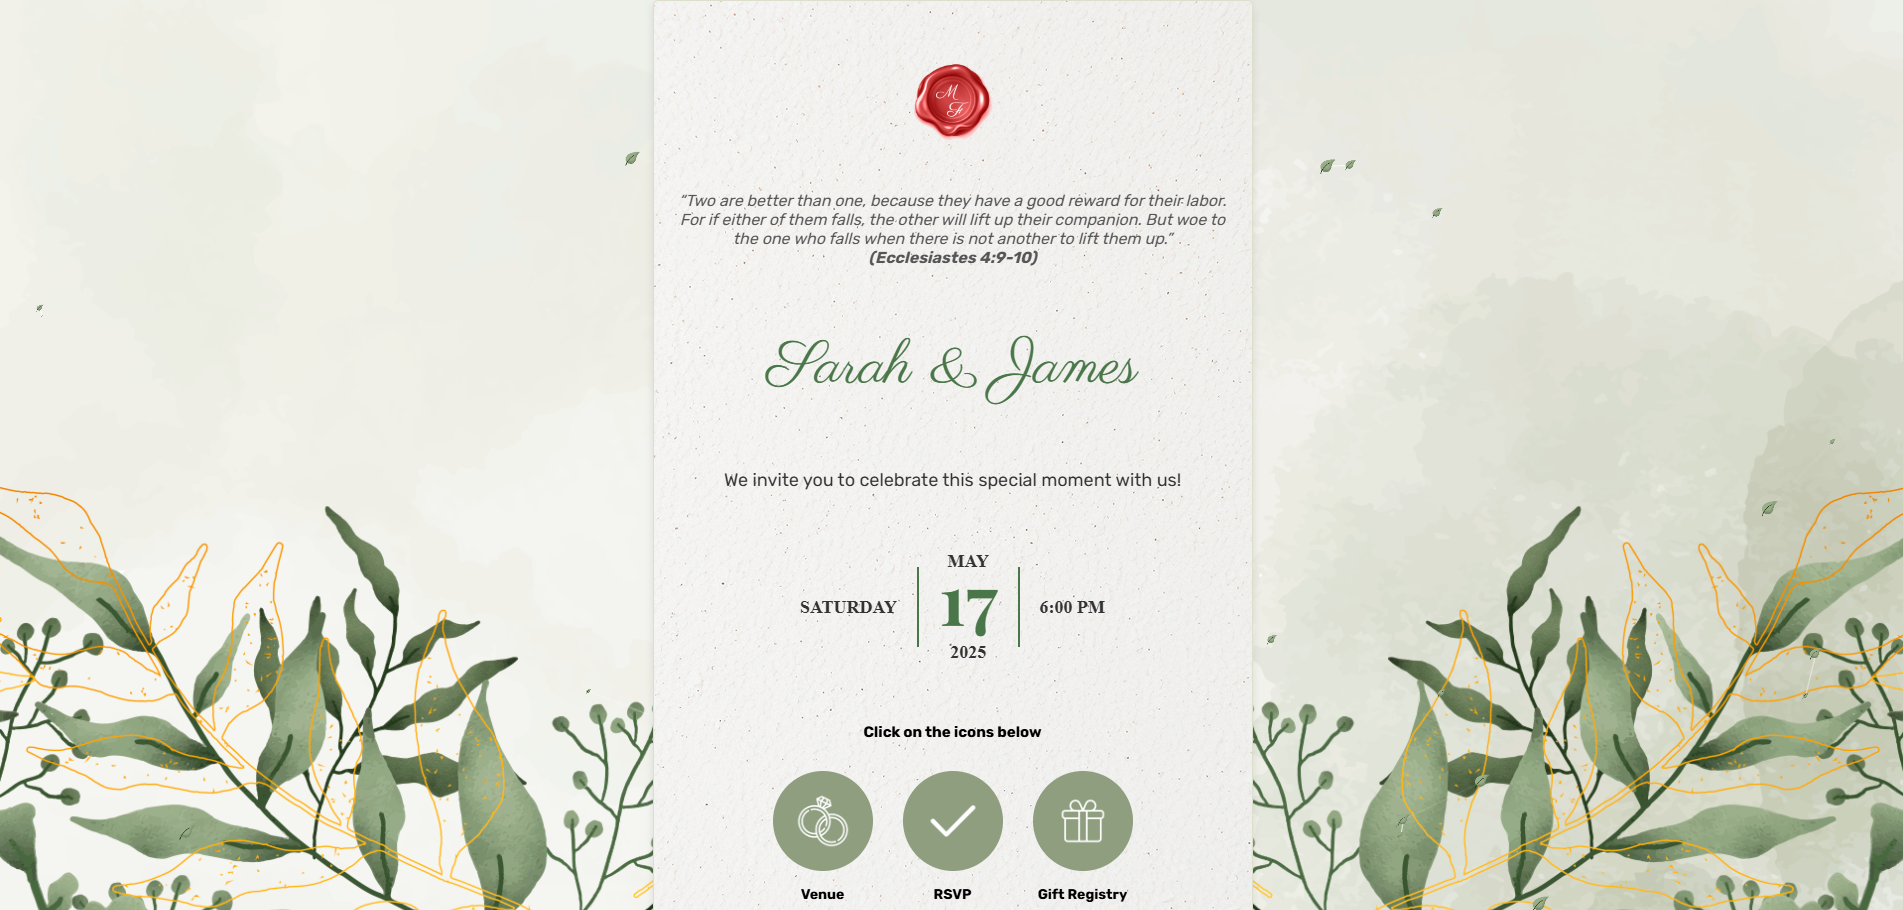 M
F
“Two are better than one, because they have a good reward for their labor.
For if either of them falls, the other will lift up their companion. But woe to
the one who falls when there is not another to lift them up.”
(Ecclesiastes 4:9-10)
Sarah & James
We invite you to celebrate this special moment with us!
MAY
SATURDAY 17 6:00 PM
2025
Click on the icons below
Venue RSVP Gift Registry